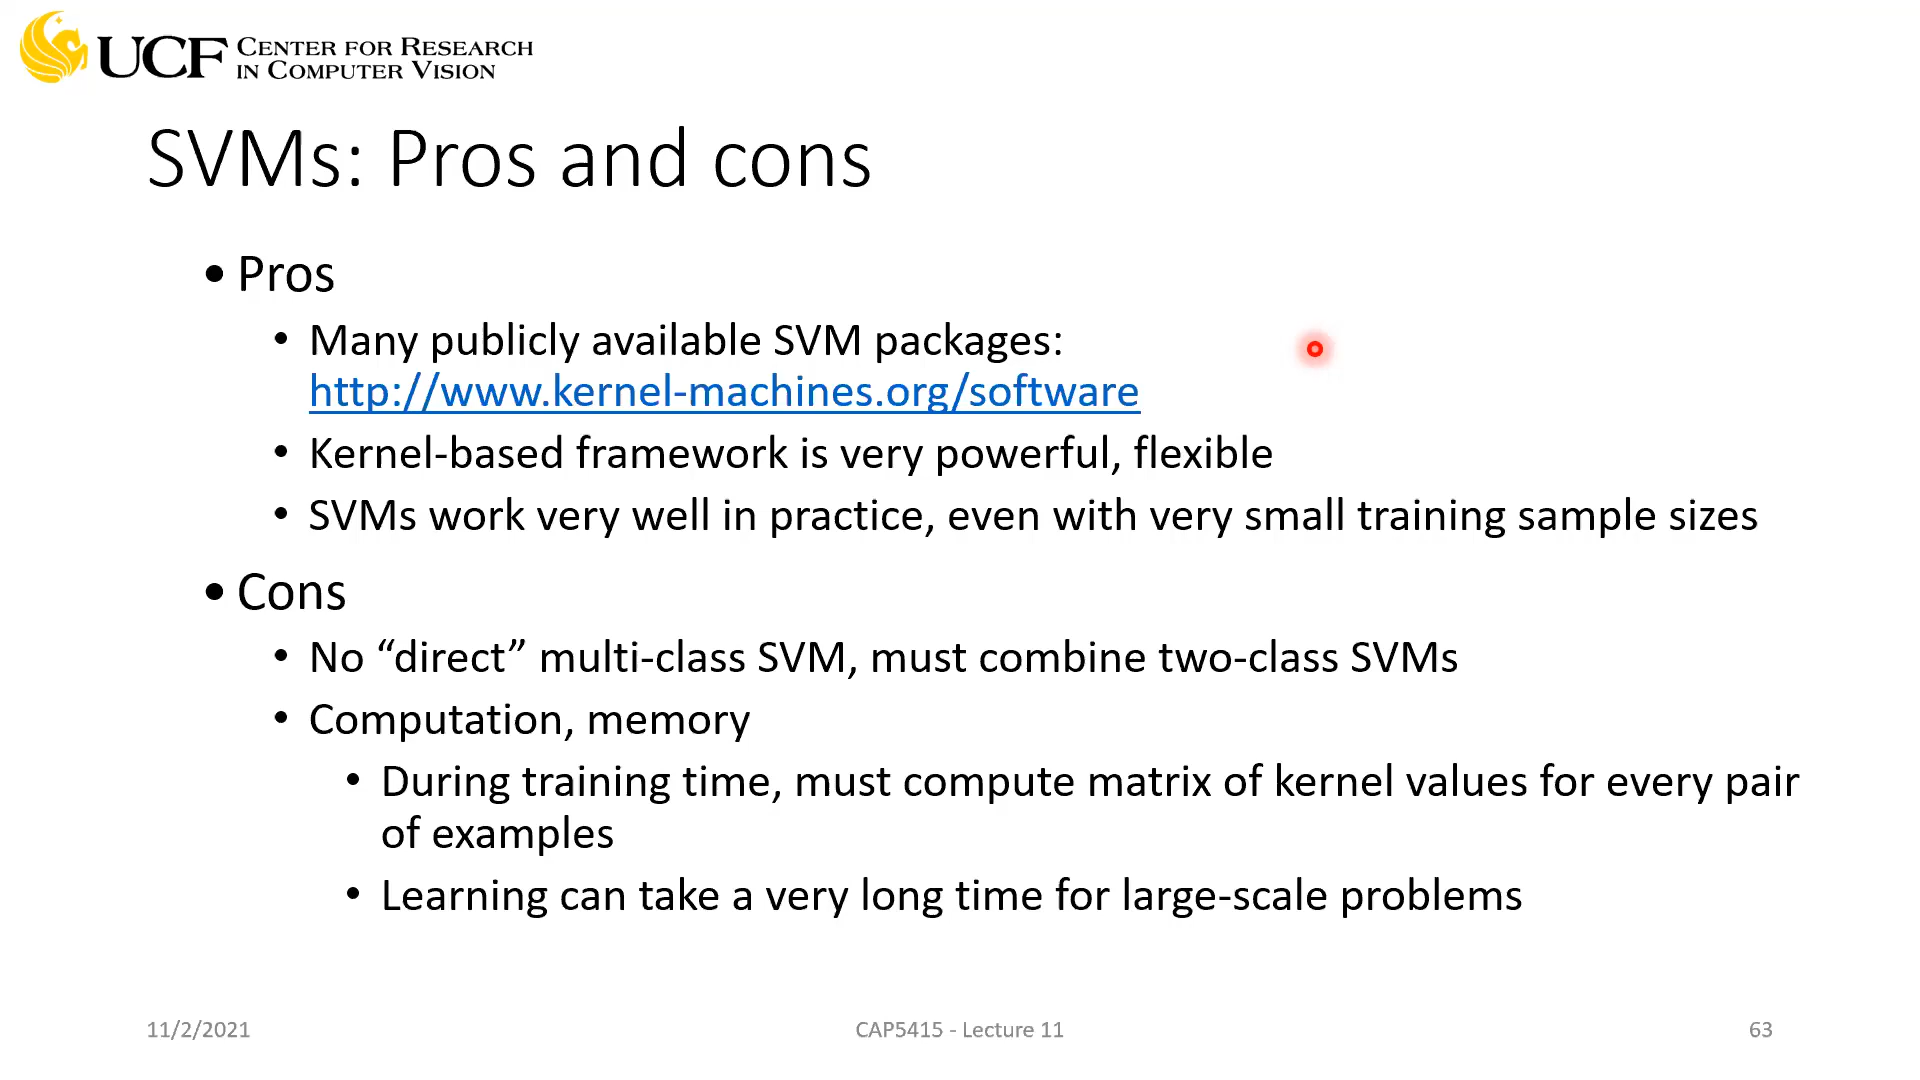 UCF CENTER FOR RESEARCH
IN COMPUTER VISION
SVMs: Pros and cons
• Pros
• Many publicly available SVM packages:
http://www.kernel-machines.org/software
• Kernel-based framework is very powerful, flexible
• SVMs work very well in practice, even with very small training sample sizes
• Cons
• No “direct” multi-class SVM, must combine two-class SVMs
• Computation, memory
• During training time, must compute matrix of kernel values for every pair
of examples
• Learning can take a very long time for large-scale problems
11/2/2021 CAP5415 - Lecture 11 63